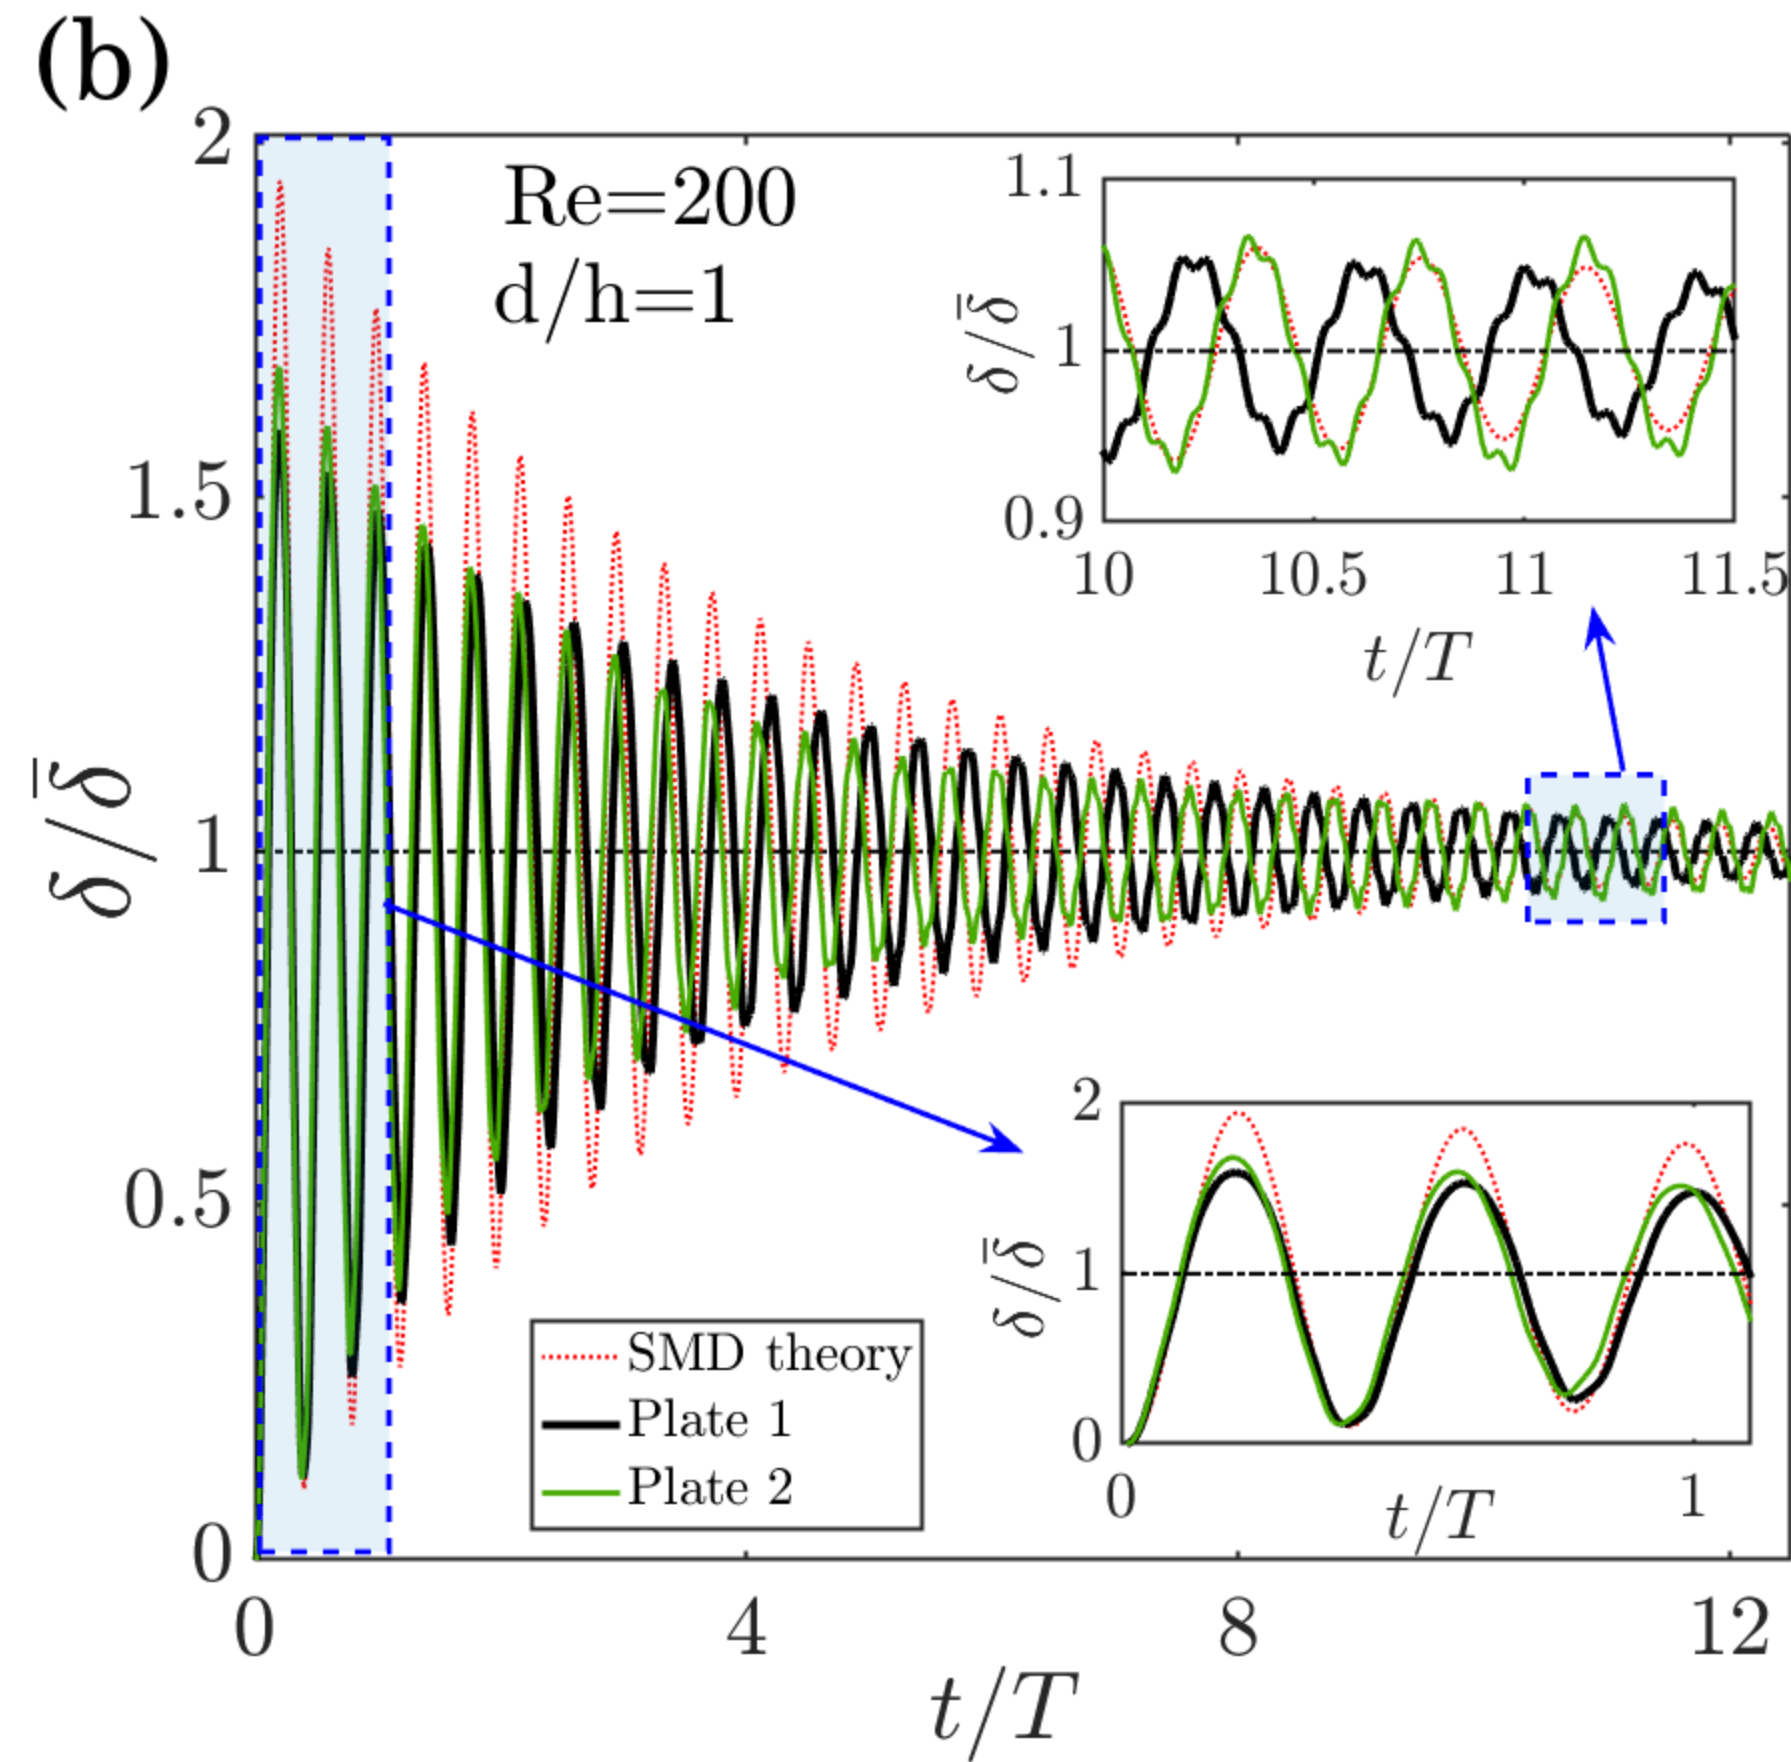 (b)
Re=200
d/h=1
2
1.5
1
0.5
0
δ/δ̄
0 4 8 12
t/T
1.1
1
0.9
δ/δ̄
10 10.5 11 11.5
t/T
2
1
0
δ/δ̄
0 1
t/T
SMD theory
Plate 1
Plate 2